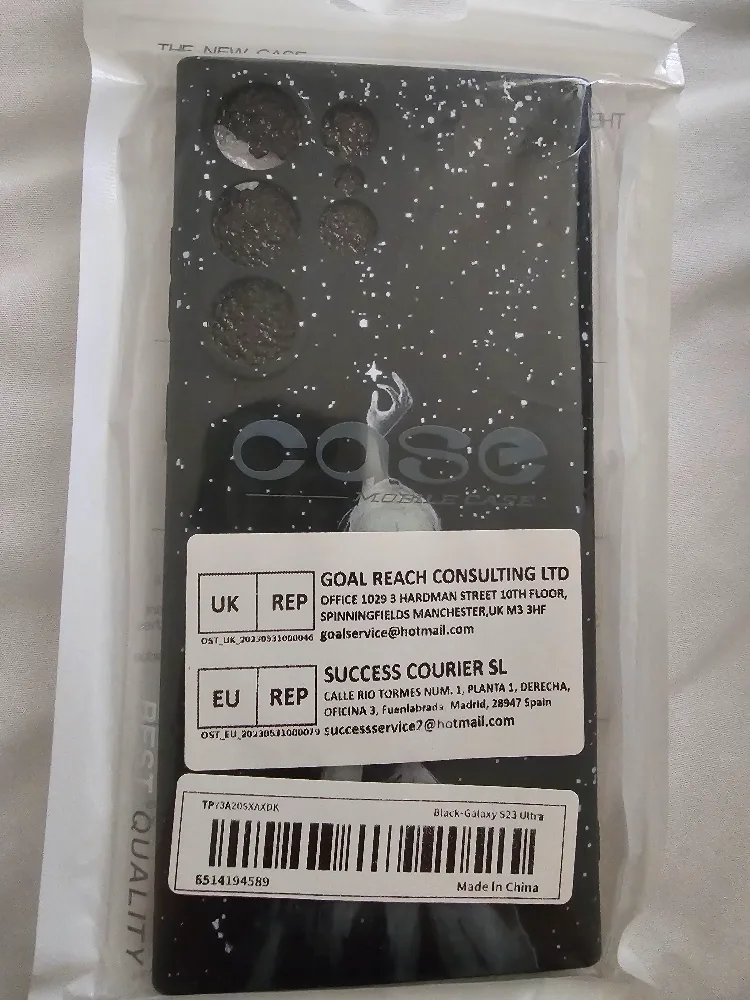 THE NEW CASE
case
MOBILE CASE
UK REP
GOAL REACH CONSULTING LTD
OFFICE 1029 3 HARDMAN STREET 10TH FLOOR,
SPINNINGFIELDS MANCHESTER,UK M3 3HF
OST_UK_20230531000046 goalservice@hotmail.com
EU REP
SUCCESS COURIER SL
CALLE RIO TORMES NUM. 1, PLANTA 1, DERECHA,
OFICINA 3, Fuenlabrada, Madrid, 28947 Spain
OST_EU_20230531000079 successservice2@hotmail.com
Black-Galaxy S23 Ultra
6514194589
Made In China
BEST QUALITY